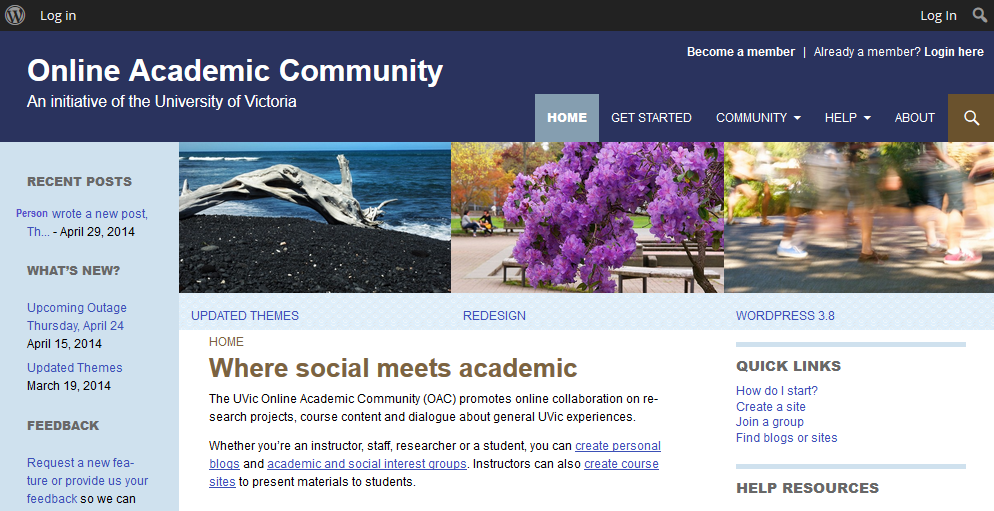 Log in
Log In
Become a member | Already a member? Login here
Online Academic Community
An initiative of the University of Victoria
HOME
GET STARTED
COMMUNITY
HELP
ABOUT
RECENT POSTS
Person wrote a new post,
Th... - April 29, 2014
WHAT'S NEW?
Upcoming Outage
Thursday, April 24
April 15, 2014
Updated Themes
March 19, 2014
FEEDBACK
Request a new fea-
ture or provide us your
feedback so we can
UPDATED THEMES
REDESIGN
WORDPRESS 3.8
HOME
Where social meets academic
The UVic Online Academic Community (OAC) promotes online collaboration on re-
search projects, course content and dialogue about general UVic experiences.
Whether you're an instructor, staff, researcher or a student, you can create personal
blogs and academic and social interest groups. Instructors can also create course
sites to present materials to students.
QUICK LINKS
How do I start?
Create a site
Join a group
Find blogs or sites
HELP RESOURCES